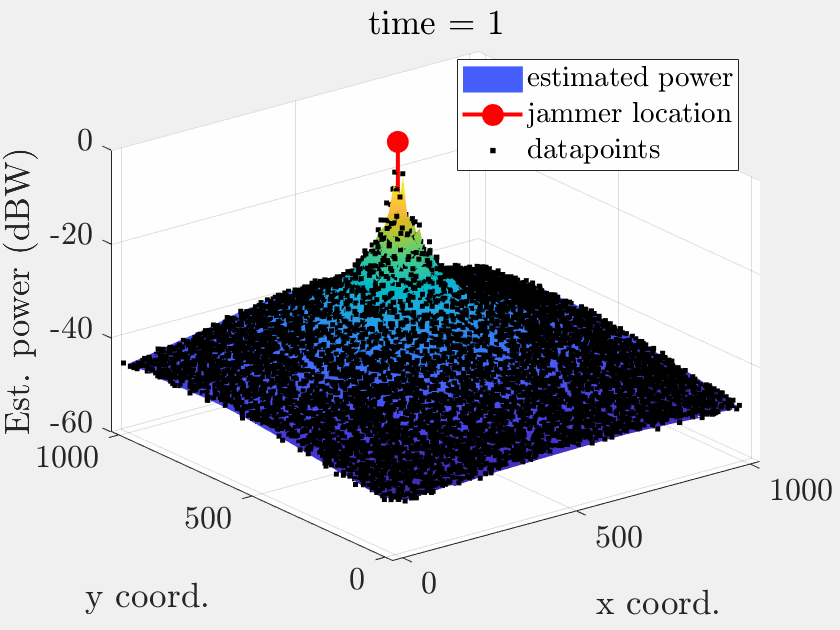 time = 1
estimated power
jammer location
datapoints
Est. power (dBW)
0
-20
-40
-60
1000
500
0
y coord.
0
500
1000
x coord.